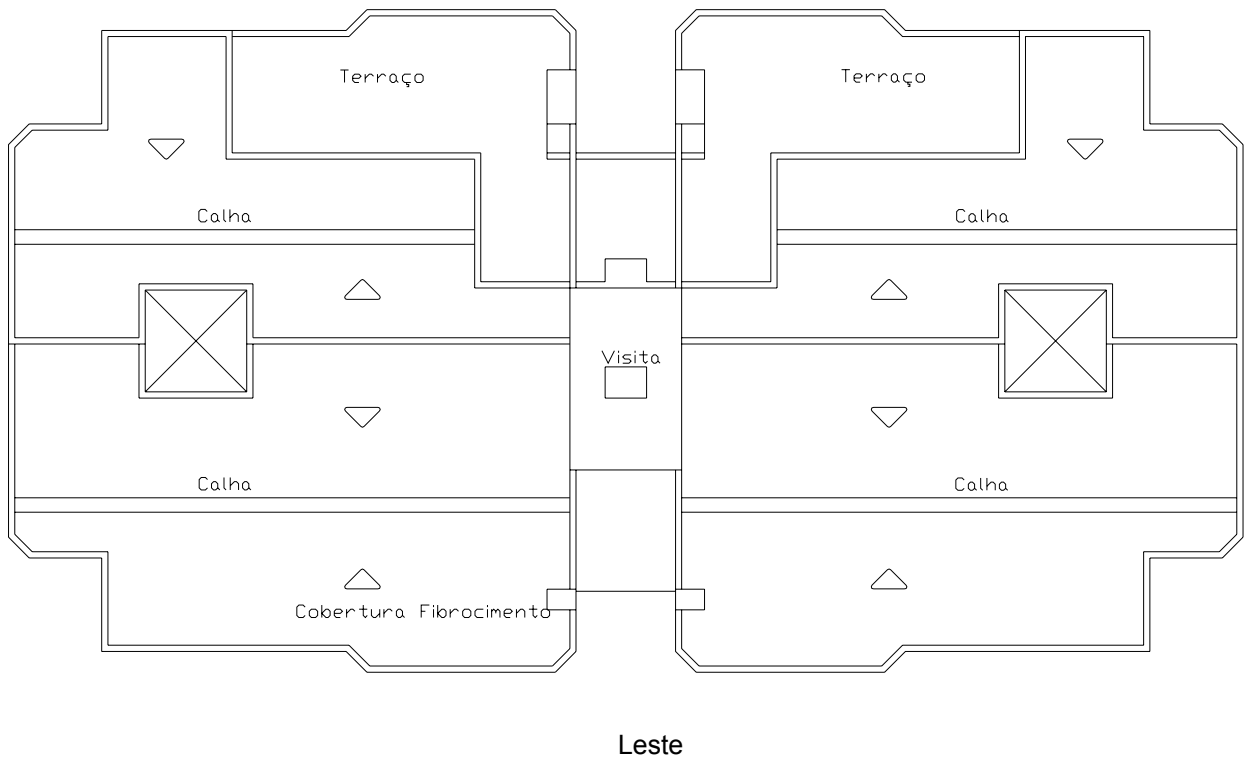 Terraço
Terraço
Calha
Calha
Visita
Calha
Calha
Cobertura Fibrocimento
Leste